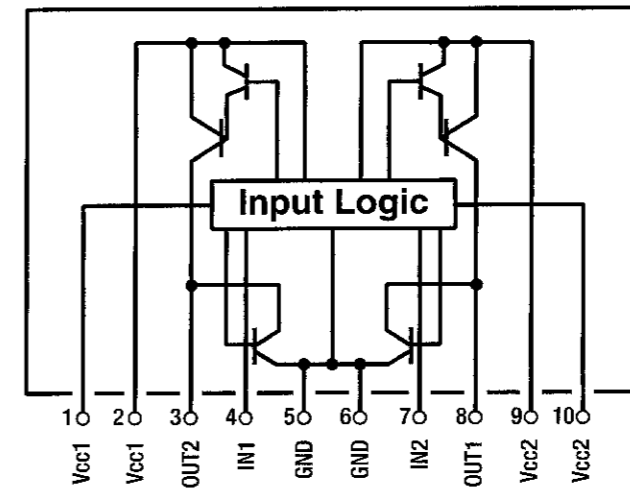 Input Logic
1 2 3 4 5 6 7 8 9 10
Vcc1
Vcc1
OUT2
IN1
GND
GND
IN2
OUT1
Vcc2
Vcc2